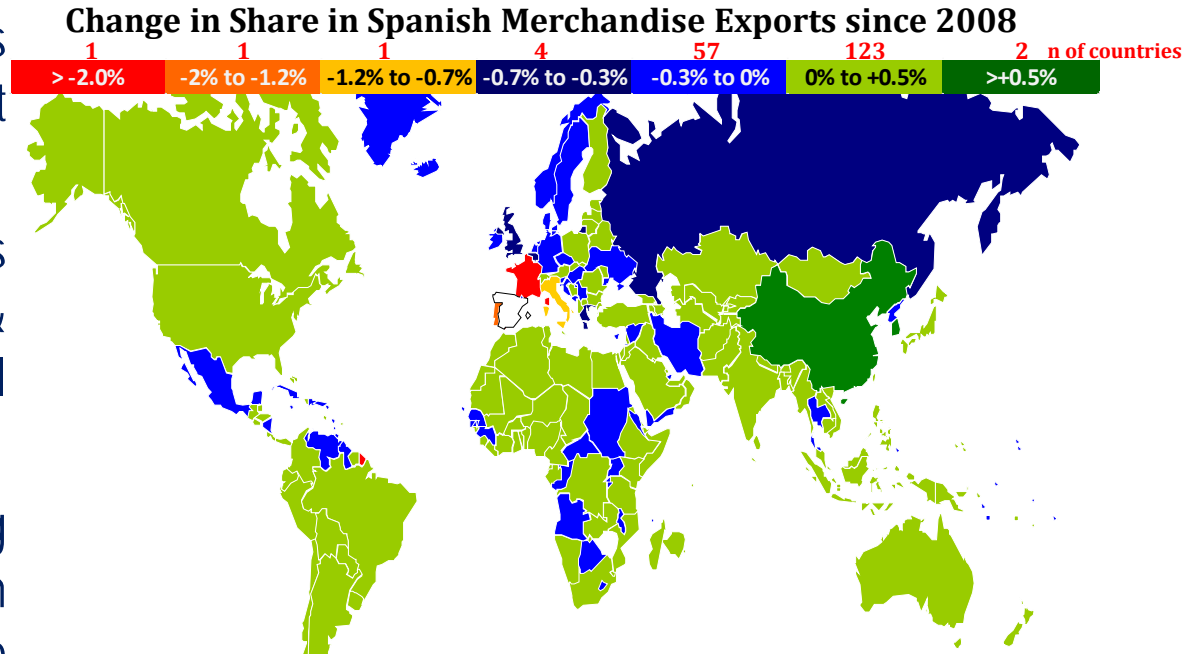 Change in Share in Spanish Merchandise Exports since 2008
1 1 1 4 57 123 2 n of countries
> -2.0% -2% to -1.2% -1.2% to -0.7% -0.7% to -0.3% -0.3% to 0% 0% to +0.5% >+0.5%